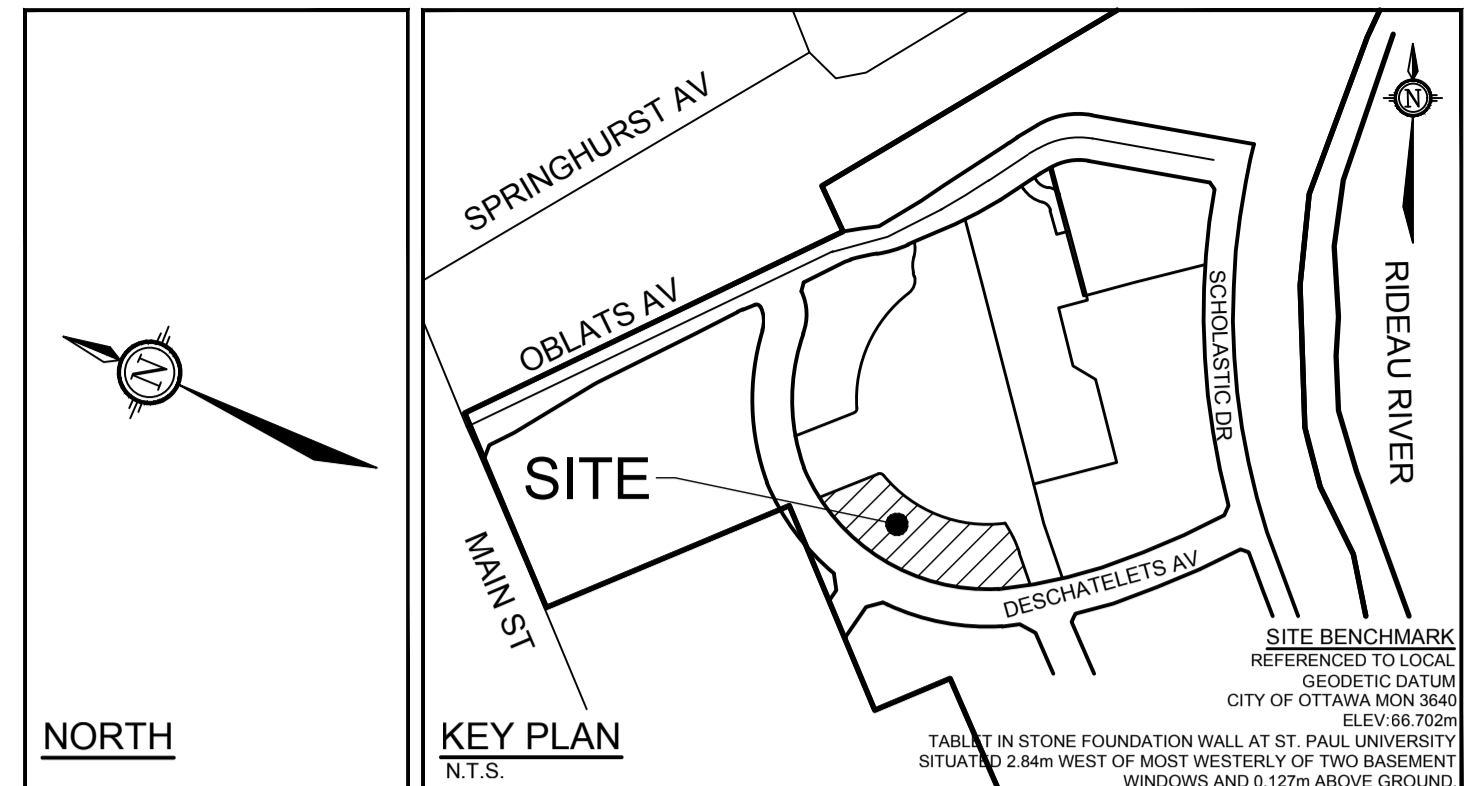 SPRINGHURST AV
N
OBLATS AV
SCHOLASTIC DR
RIDEAU RIVER
N
SITE
MAIN ST
DESCHATELETS AV
SITE BENCHMARK
REFERENCED TO LOCAL
GEODETIC DATUM
CITY OF OTTAWA MON 3640
ELEV:66.702m
TABLET IN STONE FOUNDATION WALL AT ST. PAUL UNIVERSITY
SITUATED 2.84m WEST OF MOST WESTERLY OF TWO BASEMENT
WINDOWS AND 0.127m ABOVE GROUND.
NORTH
KEY PLAN
N.T.S.